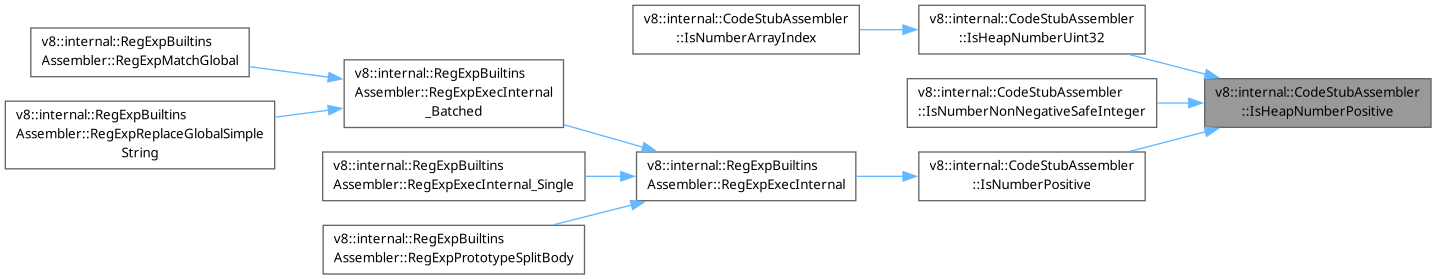 v8::internal::RegExpBuiltins
Assembler::RegExpMatchGlobal
v8::internal::RegExpBuiltins
Assembler::RegExpReplaceGlobalSimple
String
v8::internal::RegExpBuiltins
Assembler::RegExpExecInternal
_Batched
v8::internal::RegExpBuiltins
Assembler::RegExpExecInternal_Single
v8::internal::RegExpBuiltins
Assembler::RegExpPrototypeSplitBody
v8::internal::CodeStubAssembler
::IsNumberArrayIndex
v8::internal::RegExpBuiltins
Assembler::RegExpExecInternal
v8::internal::CodeStubAssembler
::IsHeapNumberUint32
v8::internal::CodeStubAssembler
::IsNumberNonNegativeSafeInteger
v8::internal::CodeStubAssembler
::IsNumberPositive
v8::internal::CodeStubAssembler
::IsHeapNumberPositive